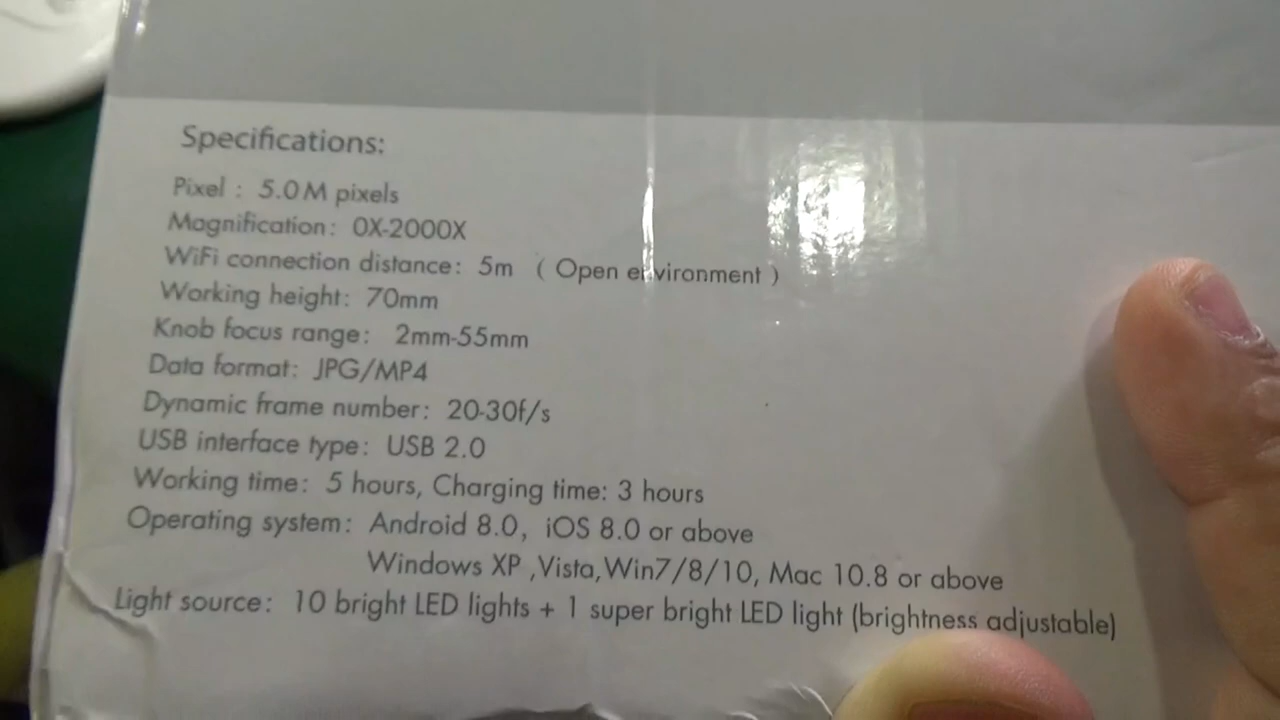 Specifications:
Pixel : 5.0M pixels
Magnification: 0X-2000X
WiFi connection distance: 5m ( Open environment )
Working height: 70mm
Knob focus range: 2mm-55mm
Data format: JPG/MP4
Dynamic frame number: 20-30f/s
USB interface type: USB 2.0
Working time: 5 hours, Charging time: 3 hours
Operating system: Android 8.0, iOS 8.0 or above
Windows XP ,Vista,Win7/8/10, Mac 10.8 or above
Light source: 10 bright LED lights + 1 super bright LED light (brightness adjustable)